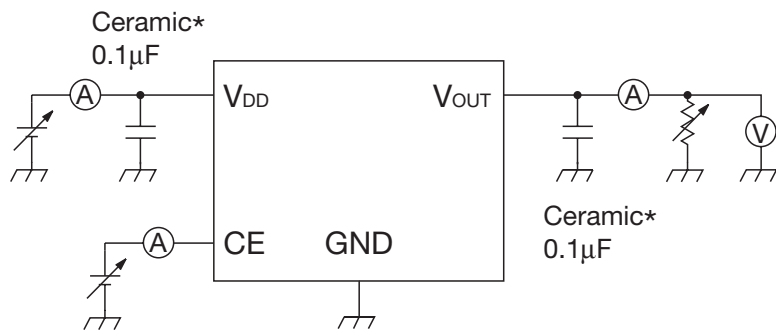 Ceramic*
0.1μF
A
VDD
VOUT
A
V
Ceramic*
0.1μF
A
CE
GND